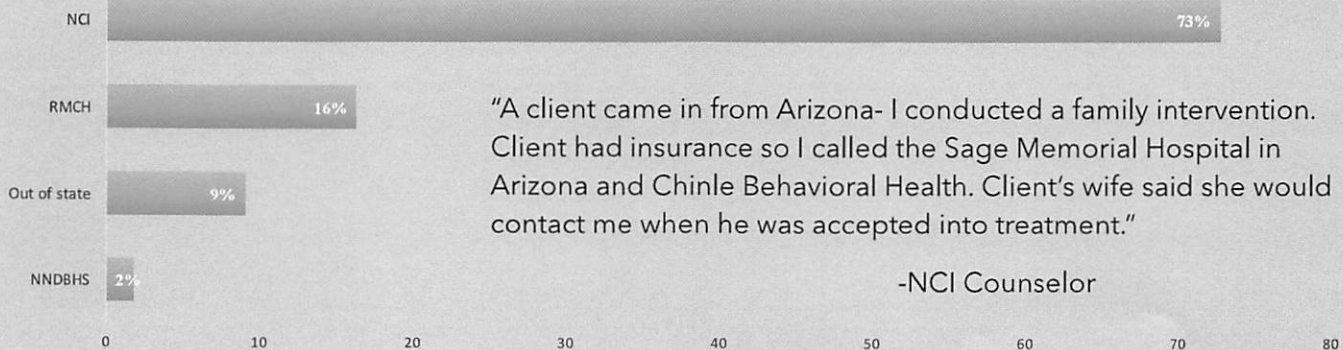 NCI 73%
RMCH 16%
"A client came in from Arizona- I conducted a family intervention.
Client had insurance so I called the Sage Memorial Hospital in
Out of state 9%
Arizona and Chinle Behavioral Health. Client's wife said she would
contact me when he was accepted into treatment."
NNDBHS 2%
-NCI Counselor
0 10 20 30 40 50 60 70 80